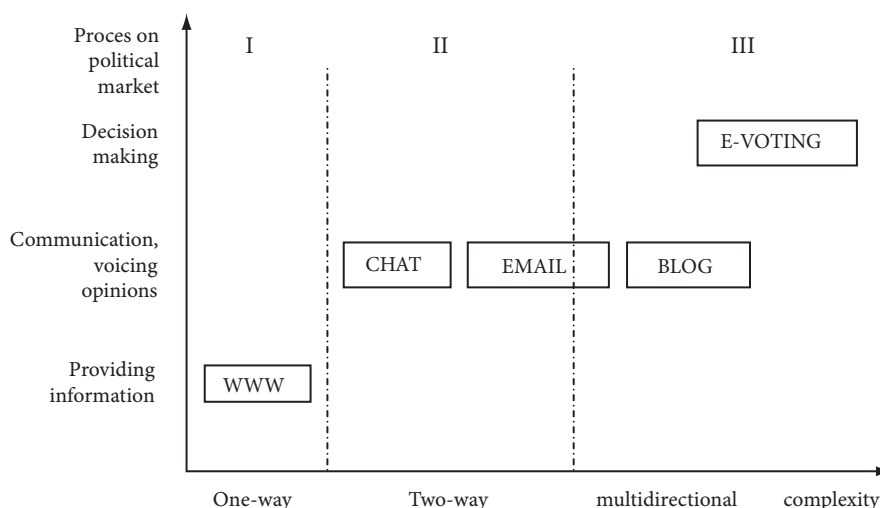 Proces on
political
market
I
II
III
Decision
making
E-VOTING
Communication,
voicing
opinions
CHAT
EMAIL
BLOG
Providing
information
WWW
One-way
Two-way
multidirectional
complexity